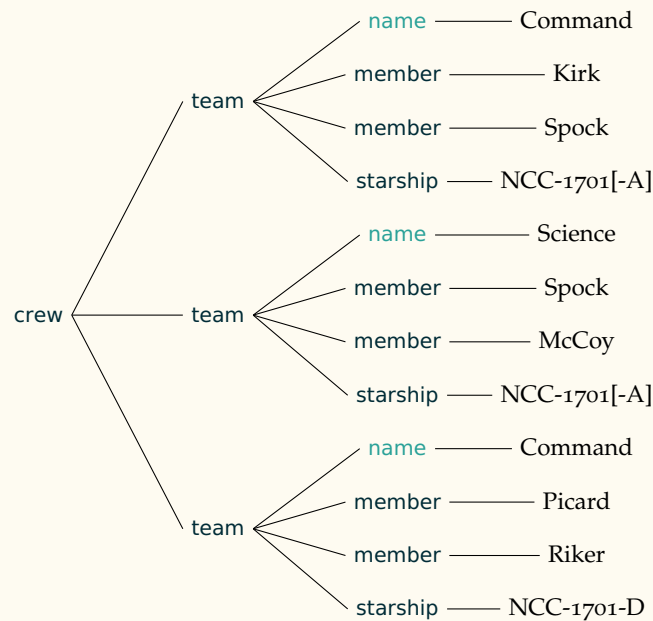 name Command
team member Kirk
member Spock
starship NCC-1701[-A]
name Science
member Spock
crew team member McCoy
starship NCC-1701[-A]
name Command
member Picard
team member Riker
starship NCC-1701-D